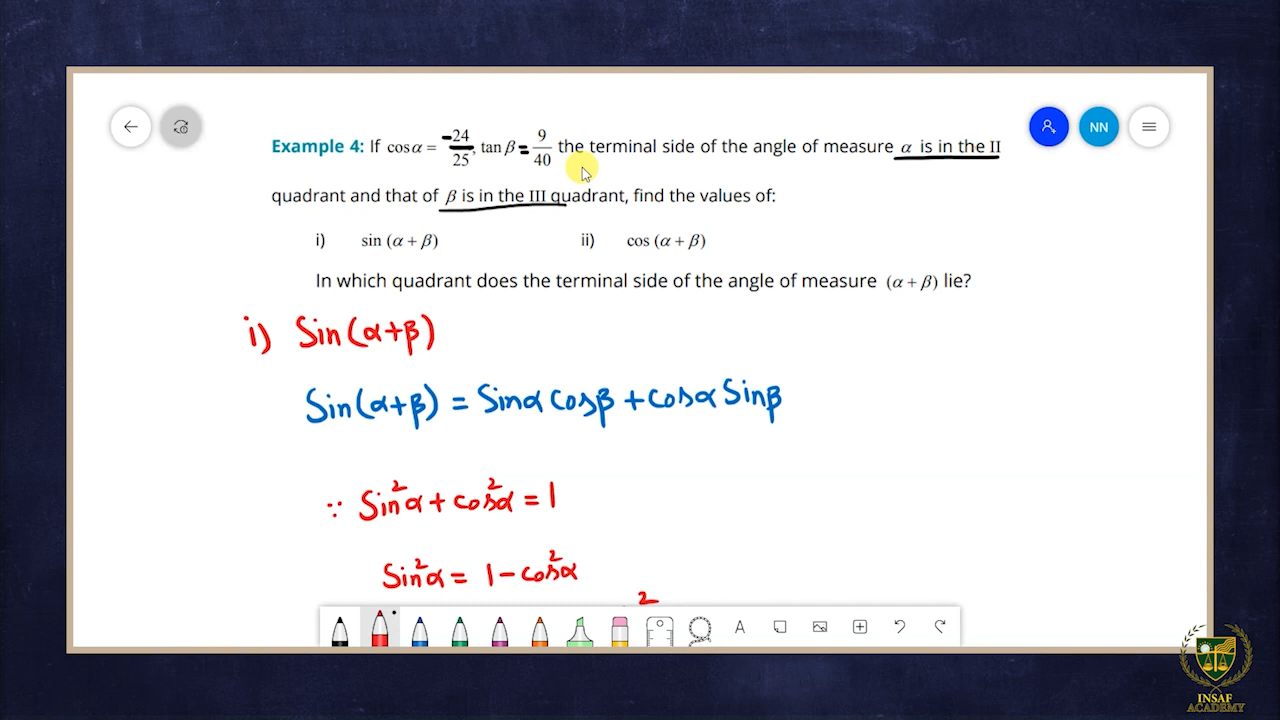 NN
Example 4: If cos α = -24/25, tan β = 9/40 the terminal side of the angle of measure α is in the II
quadrant and that of β is in the III quadrant, find the values of:
i) sin (α + β) ii) cos (α + β)
In which quadrant does the terminal side of the angle of measure (α + β) lie?
i) Sin(α+β)
Sin(α+β) = Sinα Cosβ + Cosα Sinβ
∵ Sin²α + Cos²α = 1
Sin²α = 1 - Cos²α
2
A
INSAF
ACADEMY